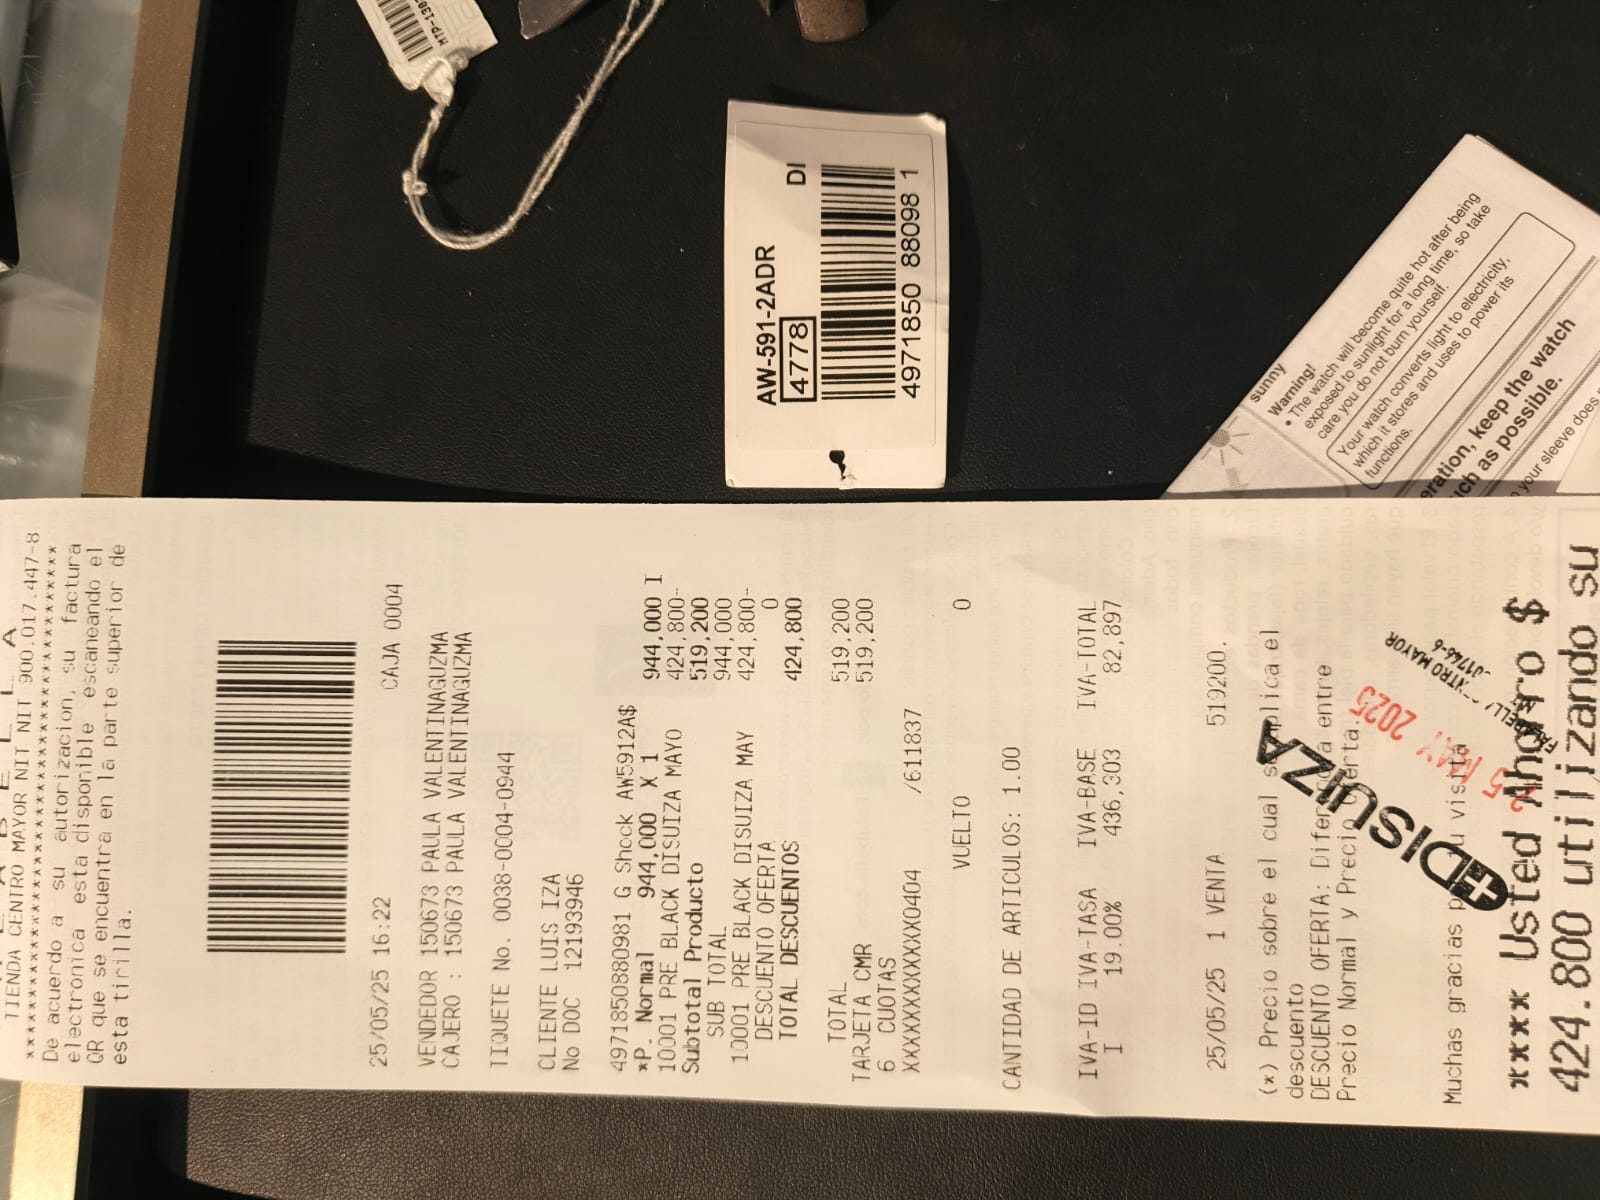 MTP-130
AW-591-2ADR
4778 DI
4971850 88098 1
sunny
Warning!
• The watch will become quite hot after being
exposed to sunlight for a long time, so take
care you do not burn yourself.
Your watch converts light to electricity,
which it stores and uses to power its
functions.
eration, keep the watch
uch as possible.
your sleeve does
F A L A B E L L A
TIENDA CENTRO MAYOR NIT NIT 900.017.447-8
De acuerdo a su autorizacion, su factura
electronica esta disponible escaneando el
QR que se encuentra en la parte superior de
esta tirilla.
25/05/25 16:22 CAJA 0004
VENDEDOR 150673 PAULA VALENTINAGUZMA
CAJERO : 150673 PAULA VALENTINAGUZMA
TIQUETE No. 0038-0004-0944
CLIENTE LUIS IZA
No DOC 12193946
4971850880981 G Shock AW5912A$
*P. Normal 944,000 X 1 944,000 I
10001 PRE BLACK DISUIZA MAYO 424,800-
Subtotal Producto 519,200
SUB TOTAL 944,000
10001 PRE BLACK DISUIZA MAY 424,800-
DESCUENTO OFERTA 0
TOTAL DESCUENTOS 424,800
TOTAL 519,200
TARJETA CMR 519,200
6 CUOTAS
XXXXXXXXXXXX0404 /611837
VUELTO 0
CANTIDAD DE ARTICULOS: 1.00
IVA-ID IVA-TASA IVA-BASE IVA-TOTAL
I 19.00% 436,303 82,897
25/05/25 1 VENTA 519200.
(*) Precio sobre el cual se aplica el
descuento
DESCUENTO OFERTA: Diferencia entre
Precio Normal y Precio Oferta.
Muchas gracias por su visita
**** Usted Ahorro $
424.800 utilizando su
DISUIZA
25 MAY 2025
CENTRO MAYOR